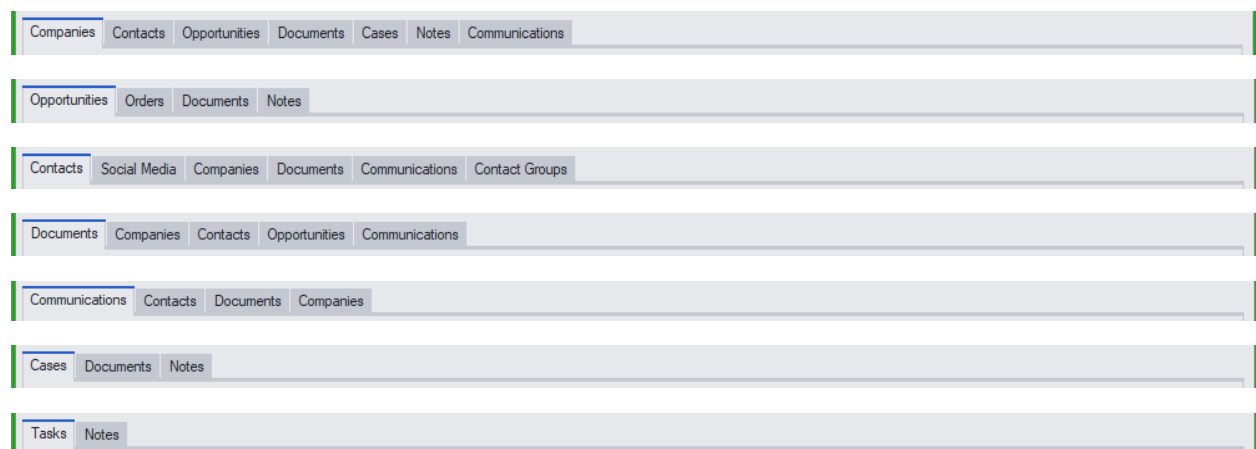 Companies Contacts Opportunities Documents Cases Notes Communications
Opportunities Orders Documents Notes
Contacts Social Media Companies Documents Communications Contact Groups
Documents Companies Contacts Opportunities Communications
Communications Contacts Documents Companies
Cases Documents Notes
Tasks Notes